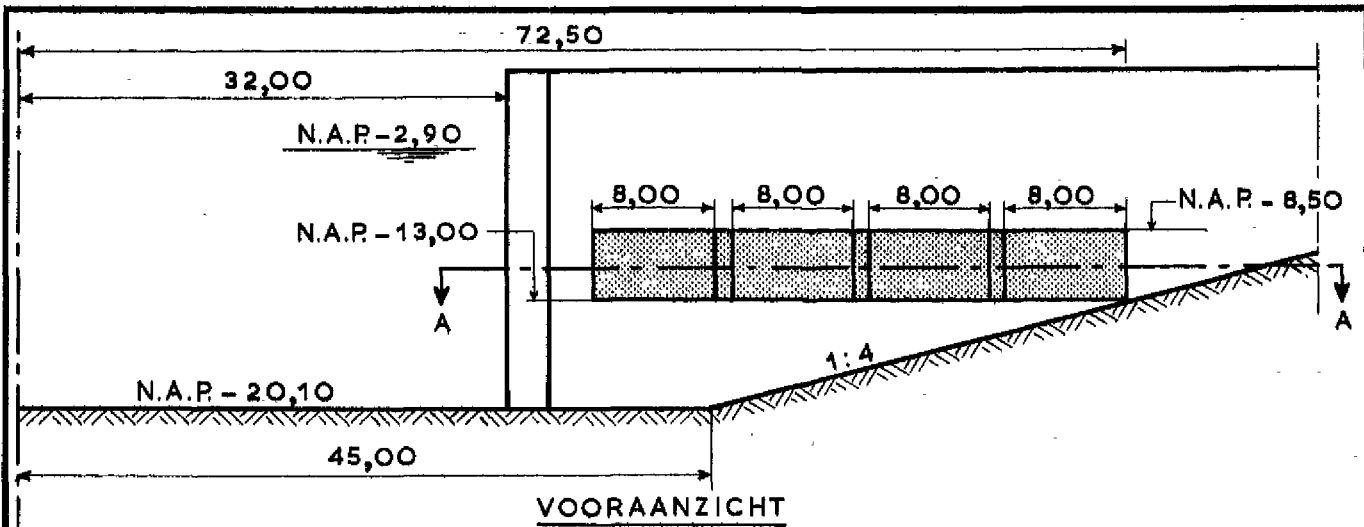 72,50
32,00
N.A.P.-2,90
8,00 8,00 8,00 8,00
N.A.P.-8,50
N.A.P.-13,00
A A
1:4
N.A.P.-20,10
45,00
VOORAANZICHT